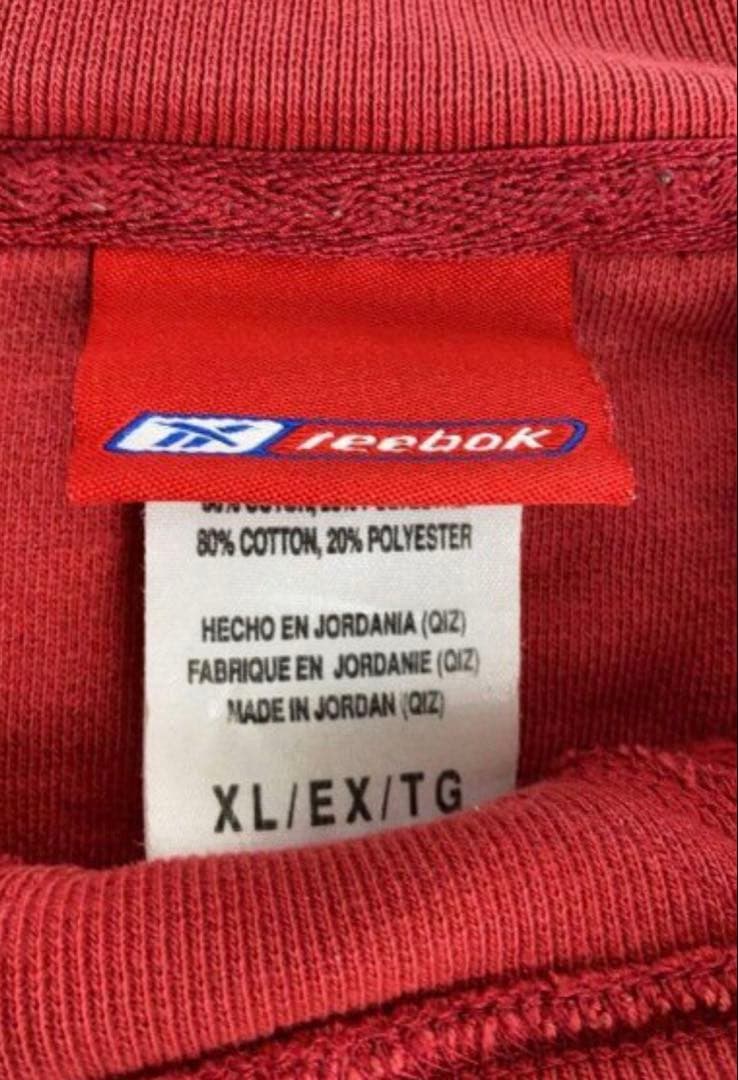 reebok
80% COTTON, 20% POLYESTER
HECHO EN JORDANIA (QIZ)
FABRIQUE EN JORDANIE (QIZ)
MADE IN JORDAN (QIZ)
XL/EX/TG